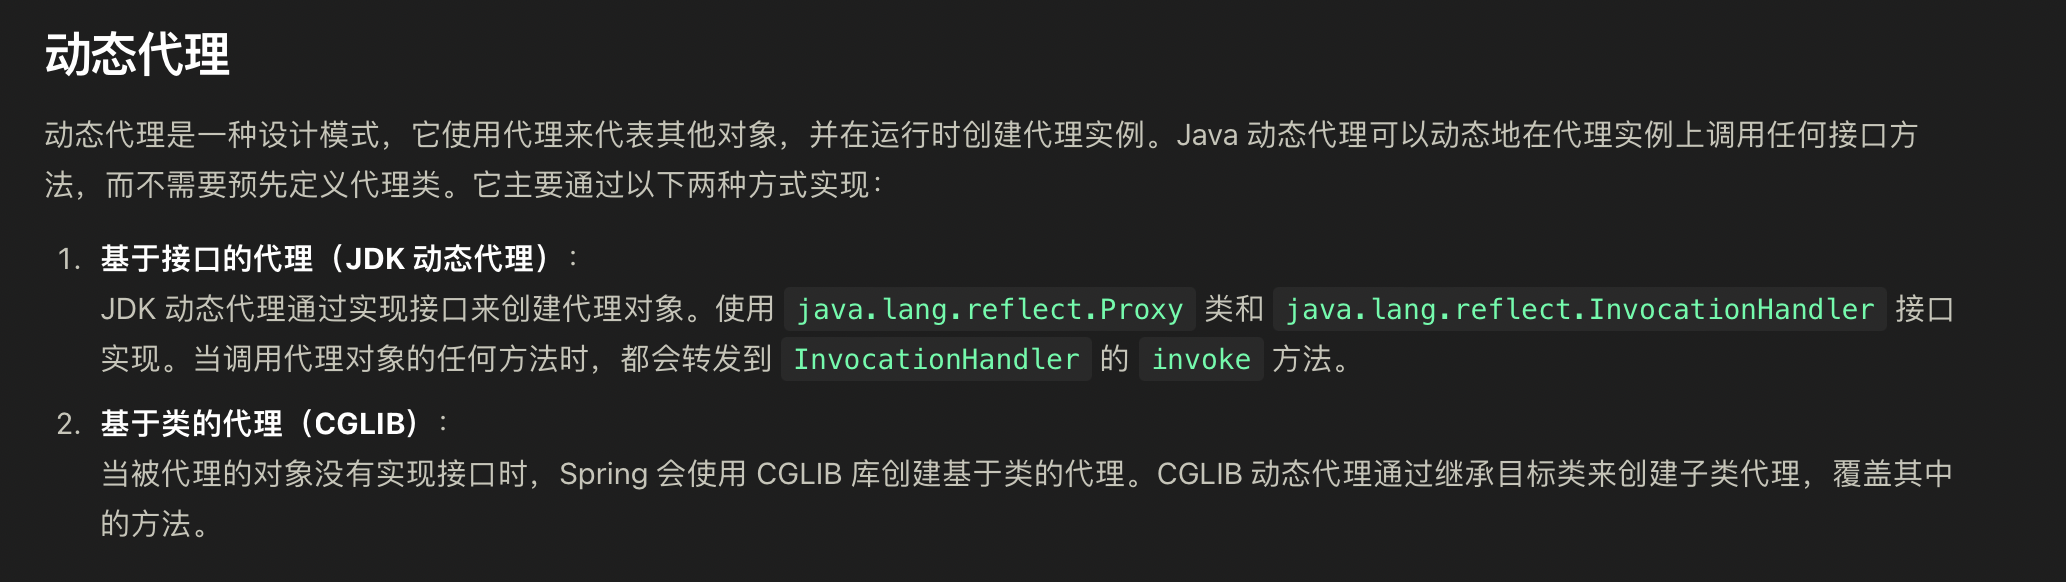 动态代理
动态代理是一种设计模式，它使用代理来代表其他对象，并在运行时创建代理实例。Java 动态代理可以动态地在代理实例上调用任何接口方
法，而不需要预先定义代理类。它主要通过以下两种方式实现：
1. 基于接口的代理（JDK 动态代理）：
JDK 动态代理通过实现接口来创建代理对象。使用 java.lang.reflect.Proxy 类和 java.lang.reflect.InvocationHandler 接口
实现。当调用代理对象的任何方法时，都会转发到 InvocationHandler 的 invoke 方法。
2. 基于类的代理（CGLIB）：
当被代理的对象没有实现接口时，Spring 会使用 CGLIB 库创建基于类的代理。CGLIB 动态代理通过继承目标类来创建子类代理，覆盖其中
的方法。